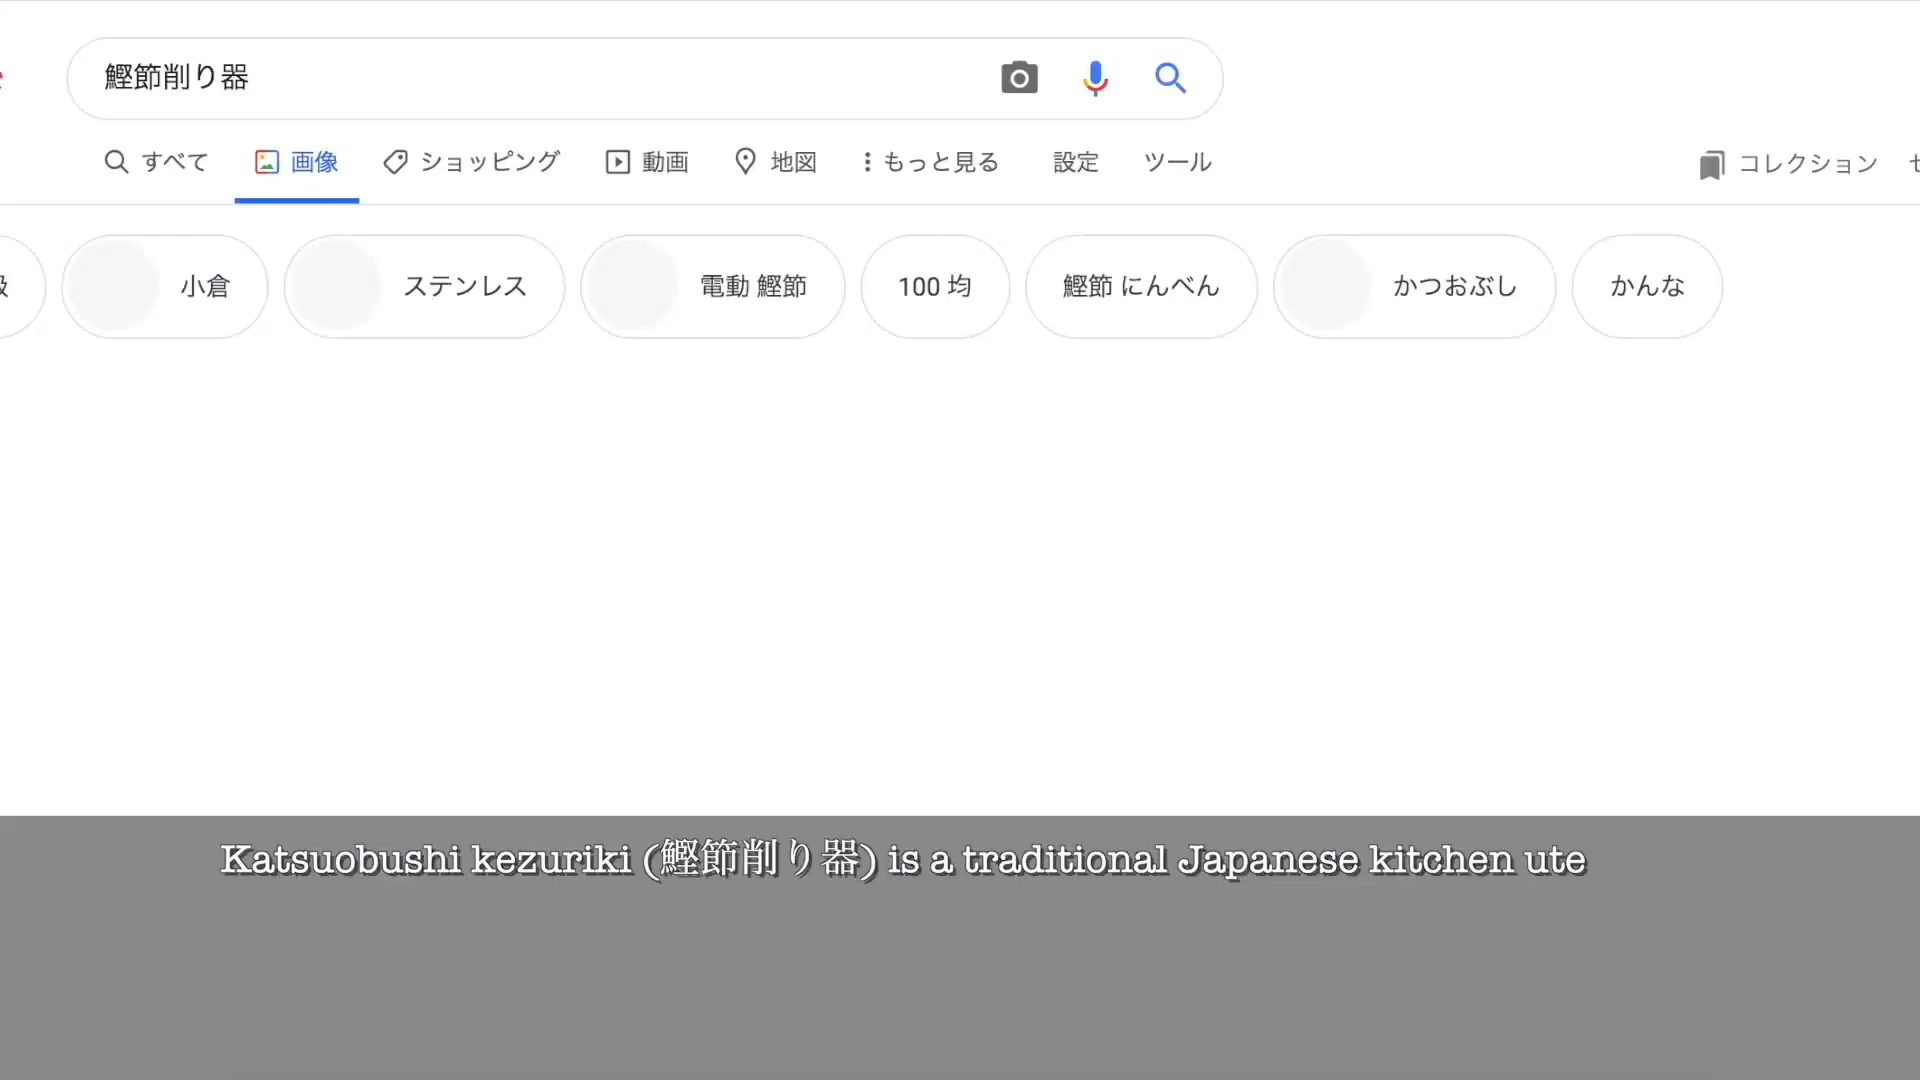 鰹節削り器
すべて 画像 ショッピング 動画 地図 もっと見る 設定 ツール コレクション
小倉 ステンレス 電動 鰹節 100 均 鰹節 にんべん かつおぶし かんな
Katsuobushi kezuriki (鰹節削り器) is a traditional Japanese kitchen ute